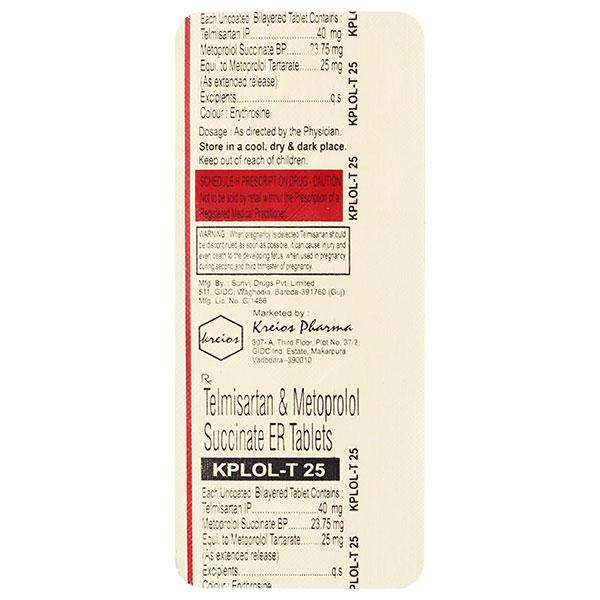 Each Uncoated Bilayered Tablet Contains :
Telmisartan IP.................40 mg
Metoprolol Succinate BP......23.75 mg
Equi. to Metoprolol Tartarate.....25 mg
(As extended release)
Excipients........................q.s
Colour : Erythrosine
Dosage : As directed by the Physician.
Store in a cool, dry & dark place.
Keep out of reach of children.
SCHEDULE H PRESCRIPTION DRUG - CAUTION
Not to be sold by retail without the Prescription of a
Registered Medical Practitioner.
WARNING : When pregnancy is detected Telmisartan should
be discontinued as soon as possible, it can cause injury and
even death to the developing fetus, when used in pregnancy
during second and third trimester of pregnancy.
Mfg. By. : Sunvij Drugs Pvt. Limited
511, GIDC, Waghodia, Baroda-391760 (Guj)
Mfg. Lic. No. G/1456
Marketed by :
kreios
Kreios Pharma
307- A, Third Floor, Plot No. 37/2,
GIDC Ind. Estate, Makarpura
Vadodara -390010
Rx
Telmisartan & Metoprolol
Succinate ER Tablets
KPLOL-T 25
Each Uncoated Bilayered Tablet Contains :
Telmisartan IP.................40 mg
Metoprolol Succinate BP......23.75 mg
Equi. to Metoprolol Tartarate.....25 mg
(As extended release)
Excipients........................q.s
Colour : Erythrosine
KPL
KPLOL-T 25
KPLOL-T 25
KPLOL-T 25
PLOL-T 25